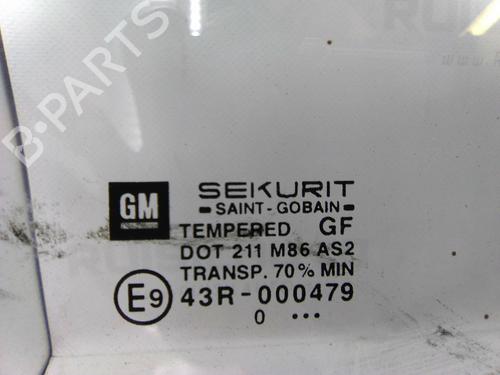 B-PARTS
GM
SEKURIT
- SAINT - GOBAIN -
TEMPERED GF
DOT 211 M86 AS2
TRANSP. 70% MIN
E9 43R-000479
0 •••